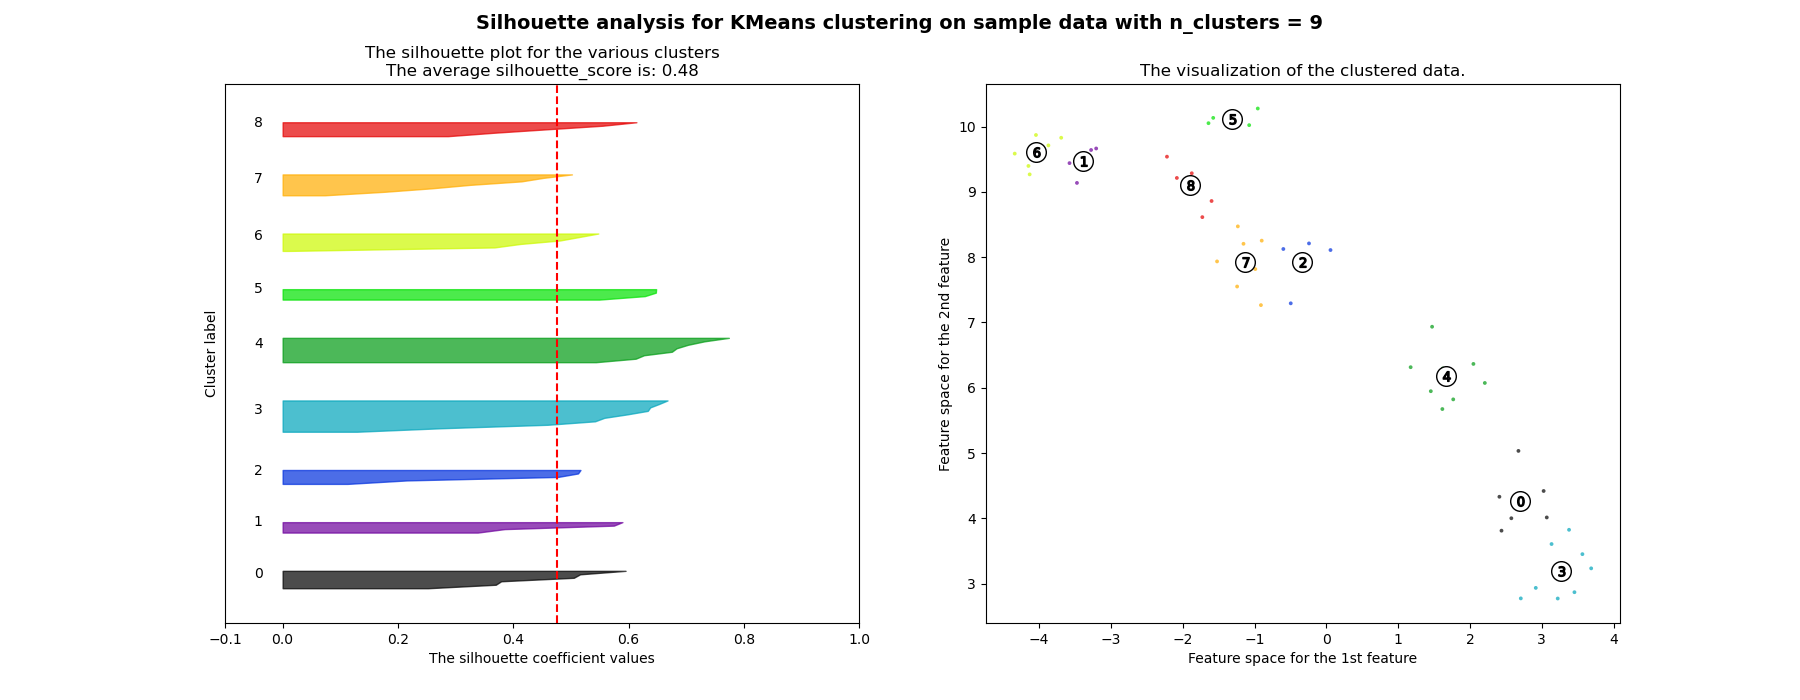 Silhouette analysis for KMeans clustering on sample data with n_clusters = 9
The silhouette plot for the various clusters
The average silhouette_score is: 0.48
8
7
6
5
4
3
2
1
0
Cluster label
−0.1 0.0 0.2 0.4 0.6 0.8 1.0
The silhouette coefficient values
The visualization of the clustered data.
10
9
8
7
6
5
4
3
Feature space for the 2nd feature
5
6
1
8
7
2
4
0
3
−4 −3 −2 −1 0 1 2 3 4
Feature space for the 1st feature